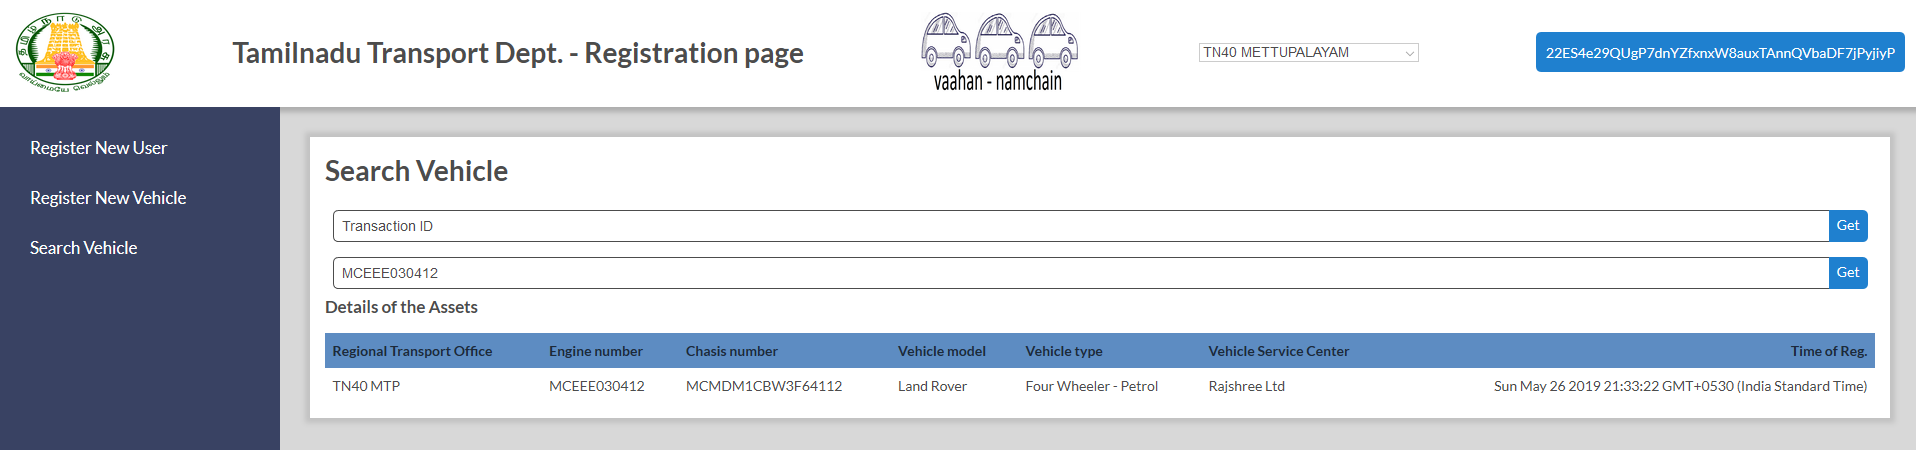 தமிழ்நாடு அரசு
வாய்மையே வெல்லும்
Tamilnadu Transport Dept. - Registration page
vaahan - namchain
TN40 METTUPALAYAM
22ES4e29QUgP7dnYZfxnxW8auxTAnnQVbaDF7jPyjiyP
Register New User
Register New Vehicle
Search Vehicle
Search Vehicle
Transaction ID Get
MCEEE030412 Get
Details of the Assets
Regional Transport Office Engine number Chasis number Vehicle model Vehicle type Vehicle Service Center Time of Reg.
TN40 MTP MCEEE030412 MCMDM1CBW3F64112 Land Rover Four Wheeler - Petrol Rajshree Ltd Sun May 26 2019 21:33:22 GMT+0530 (India Standard Time)